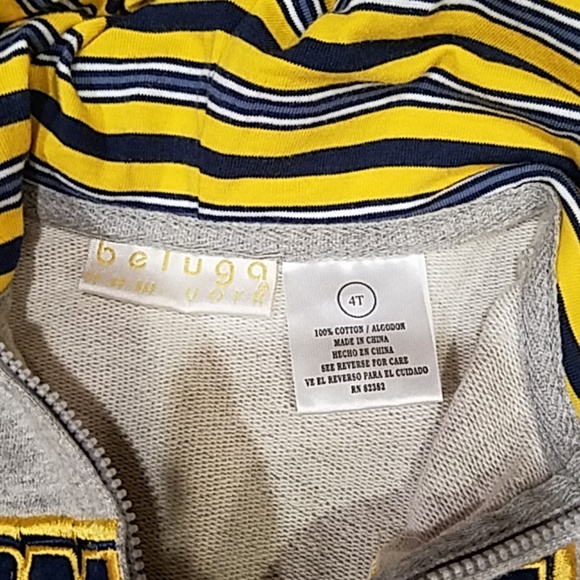 beluga
new york
4T
100% COTTON / ALGODON
MADE IN CHINA
HECHO EN CHINA
SEE REVERSE FOR CARE
VE EL REVERSO PARA EL CUIDADO
RN 82382